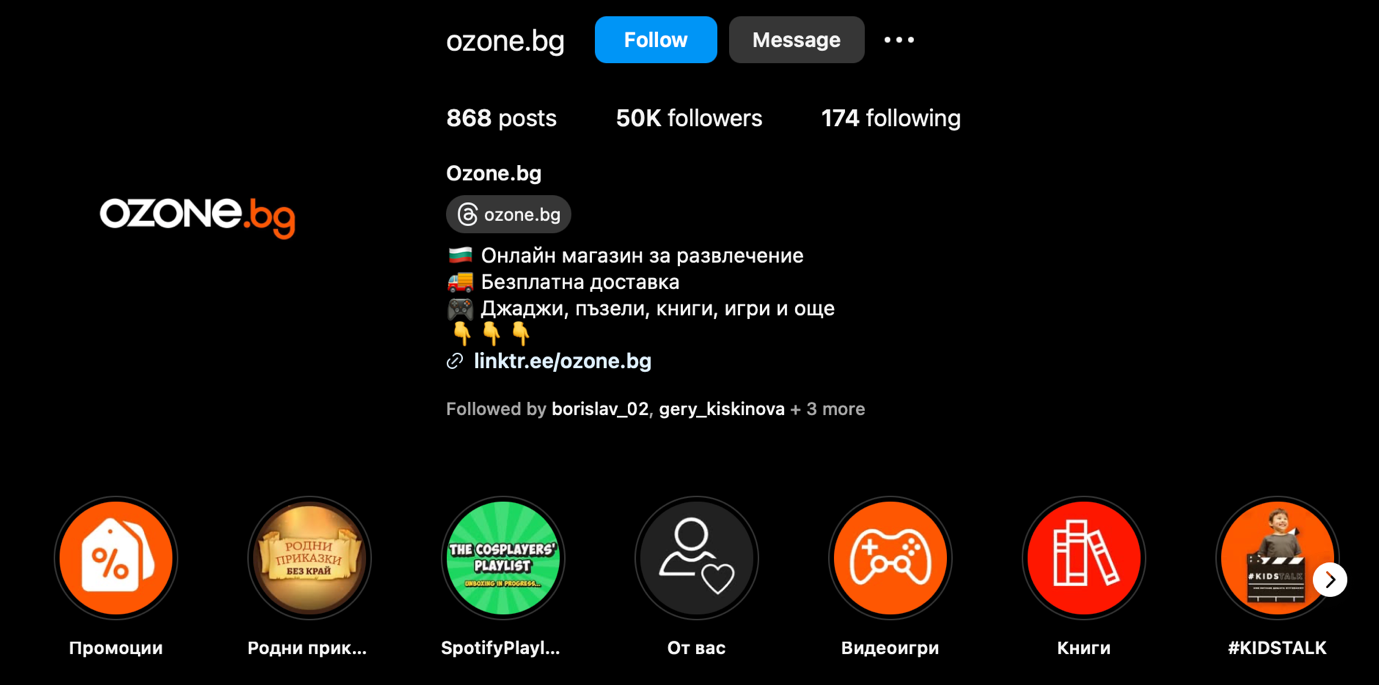 ozone.bg Follow Message
868 posts 50K followers 174 following
Ozone.bg
ozone.bg
OZONe.bg
Онлайн магазин за развлечение
Безплатна доставка
Джаджи, пъзели, книги, игри и още
linktr.ee/ozone.bg
Followed by borislav_02, gery_kiskinova + 3 more
%
РОДНИ
ПРИКАЗКИ
БЕЗ КРАЙ
THE COSPLAYERS'
PLAYLIST
UNBOXING IN PROGRESS...
#KIDSTALK
Промоции
Родни прик...
SpotifyPlayl...
От вас
Видеоигри
Книги
#KIDSTALK